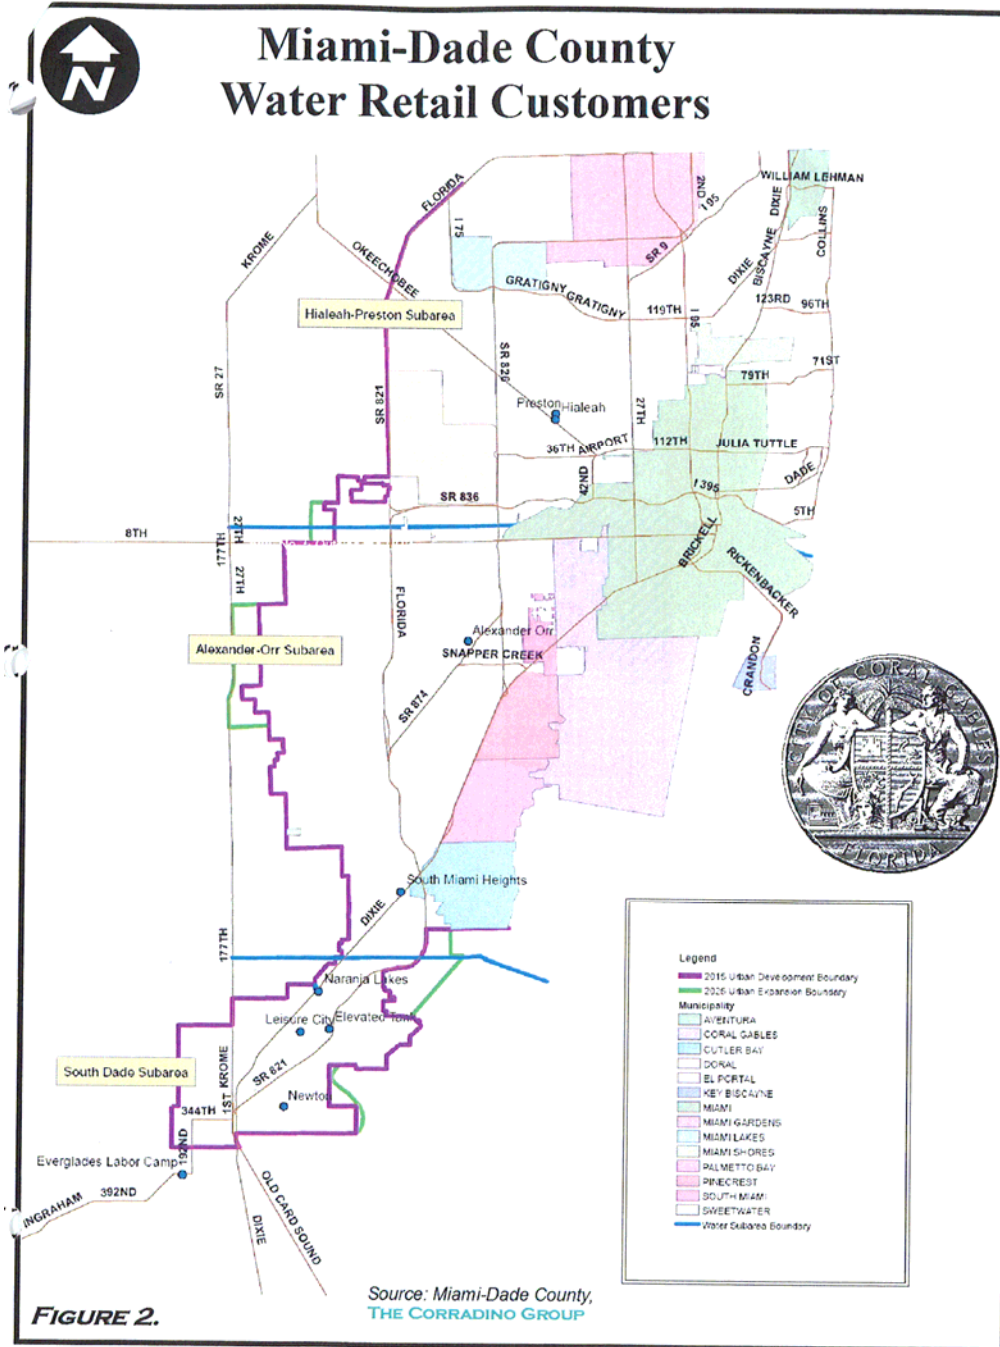 N
Miami-Dade County
Water Retail Customers
WILLIAM LEHMAN
FLORIDA
2ND
I 95
DIXIE
COLLINS
I 75
KROME
OKEECHOBEE
SR 9
DIXIE
BISCAYNE
GRATIGNY
GRATIGNY
119TH
123RD
96TH
Hialeah-Preston Subarea
I 95
SR 826
71ST
79TH
SR 27
SR 821
Preston
Hialeah
27TH
36TH
AIRPORT
112TH
JULIA TUTTLE
42ND
DADE
I 395
SR 836
5TH
8TH
27TH
177TH
BRICKELL
RICKENBACKER
27TH
FLORIDA
Alexander Orr
Alexander-Orr Subarea
SNAPPER CREEK
CRANDON
SR 874
CITY OF CORAL GABLES
FLORIDA
South Miami Heights
DIXIE
177TH
Naranja Lakes
Leisure City
Elevated
South Dade Subarea
SR 821
1ST
KROME
Newton
344TH
192ND
Everglades Labor Camp
392ND
INGRAHAM
OLD CARD SOUND
DIXIE
Legend
2015 Urban Development Boundary
2025 Urban Expansion Boundary
Municipality
AVENTURA
CORAL GABLES
CUTLER BAY
DORAL
EL PORTAL
KEY BISCAYNE
MIAMI
MIAMI GARDENS
MIAMI LAKES
MIAMI SHORES
PALMETTO BAY
PINECREST
SOUTH MIAMI
SWEETWATER
Water Subarea Boundary
FIGURE 2.
Source: Miami-Dade County,
THE CORRADINO GROUP